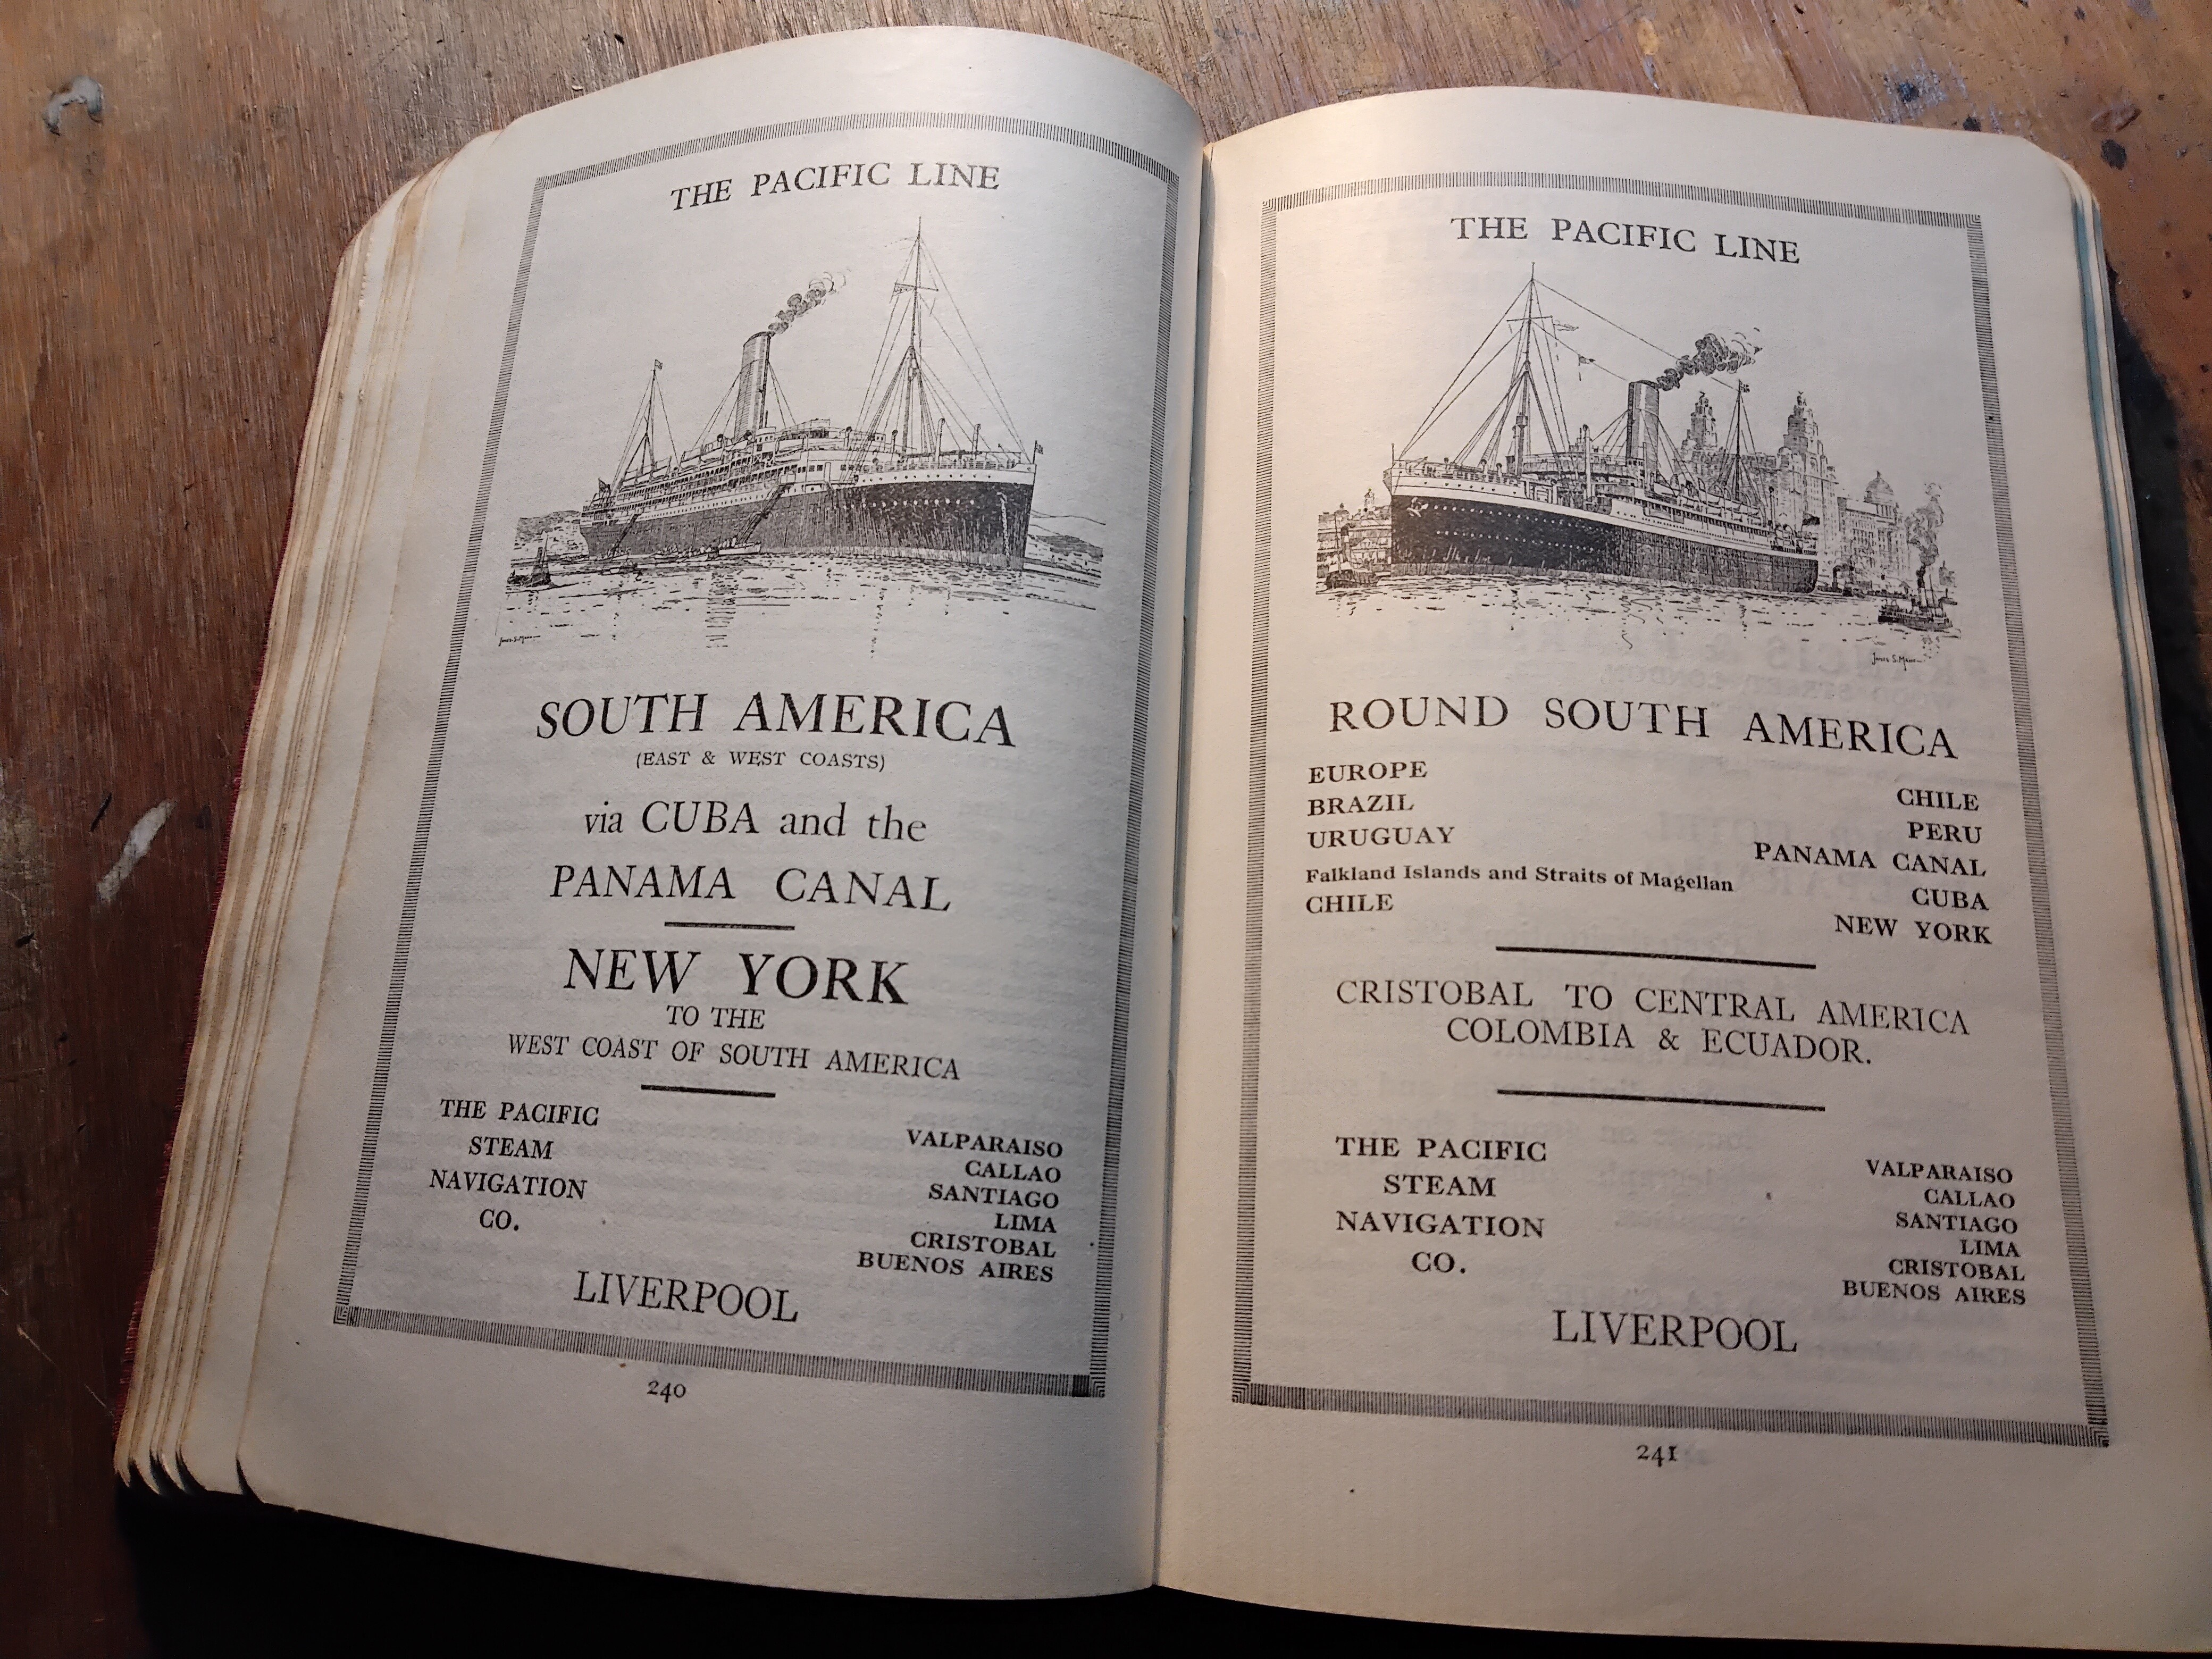 THE PACIFIC LINE
SOUTH AMERICA
(EAST & WEST COASTS)
via CUBA and the
PANAMA CANAL
NEW YORK
TO THE
WEST COAST OF SOUTH AMERICA
THE PACIFIC
STEAM
NAVIGATION
CO.
VALPARAISO
CALLAO
SANTIAGO
LIMA
CRISTOBAL
BUENOS AIRES
LIVERPOOL
240
THE PACIFIC LINE
ROUND SOUTH AMERICA
EUROPE
BRAZIL
URUGUAY
Falkland Islands and Straits of Magellan
CHILE
CHILE
PERU
PANAMA CANAL
CUBA
NEW YORK
CRISTOBAL TO CENTRAL AMERICA
COLOMBIA & ECUADOR.
THE PACIFIC
STEAM
NAVIGATION
CO.
VALPARAISO
CALLAO
SANTIAGO
LIMA
CRISTOBAL
BUENOS AIRES
LIVERPOOL
241